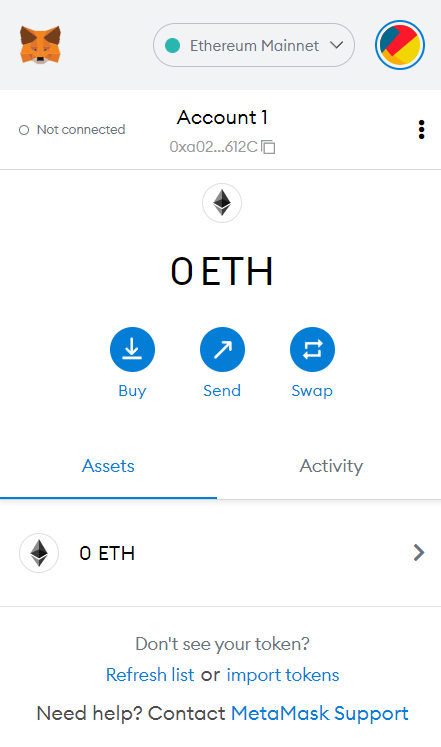 Ethereum Mainnet
Not connected
Account 1
0xa02...612C
0 ETH
Buy Send Swap
Assets Activity
0 ETH
Don't see your token?
Refresh list or import tokens
Need help? Contact MetaMask Support